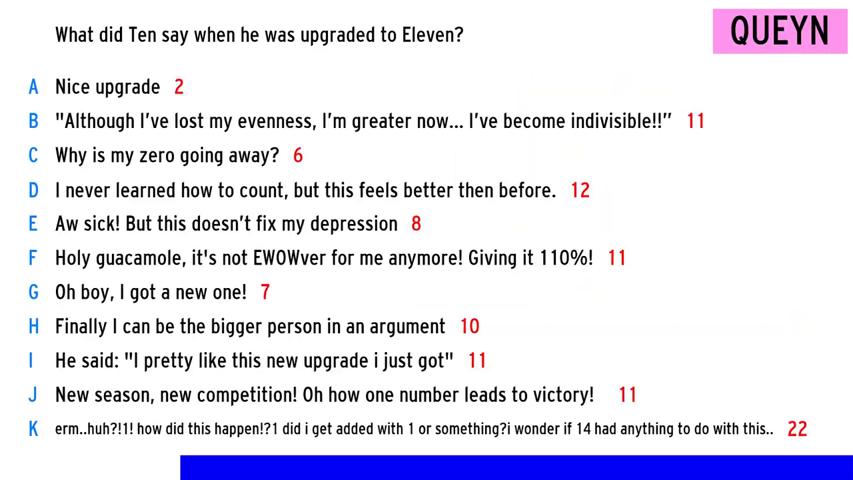 What did Ten say when he was upgraded to Eleven?
QUEYN
A Nice upgrade 2
B "Although I've lost my evenness, I'm greater now... I've become indivisible!!” 11
C Why is my zero going away? 6
D I never learned how to count, but this feels better then before. 12
E Aw sick! But this doesn’t fix my depression 8
F Holy guacamole, it's not EWOWver for me anymore! Giving it 110%! 11
G Oh boy, I got a new one! 7
H Finally I can be the bigger person in an argument 10
I He said: "I pretty like this new upgrade i just got" 11
J New season, new competition! Oh how one number leads to victory! 11
K erm..huh?!1! how did this happen!?1 did i get added with 1 or something?i wonder if 14 had anything to do with this.. 22